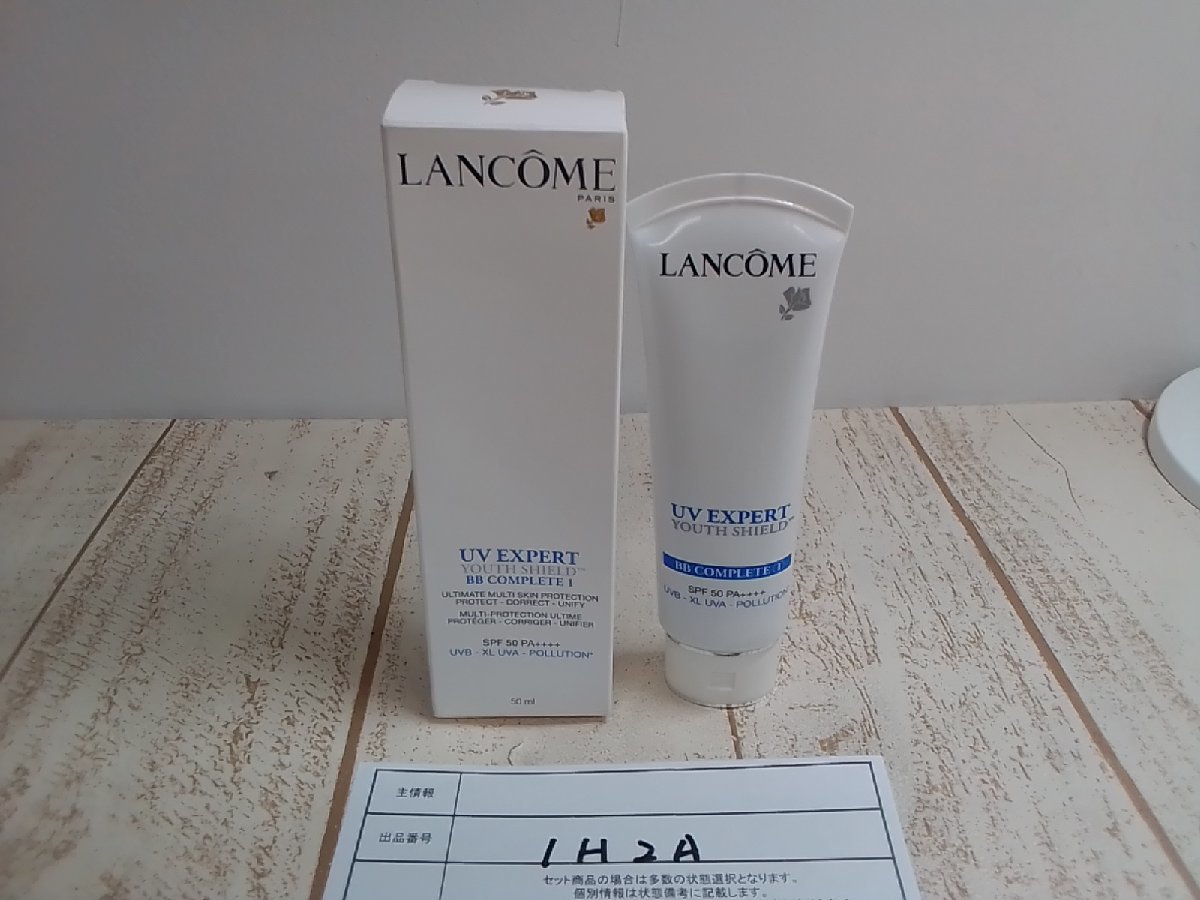 LANCÔME
PARIS
UV EXPERT
YOUTH SHIELD™
BB COMPLETE 1
ULTIMATE MULTI SKIN PROTECTION
PROTECT - CORRECT - UNIFY
MULTI-PROTECTION ULTIME
PROTÉGER - CORRIGER - UNIFIER
SPF 50 PA++++
UVB - XL UVA - POLLUTION*
50 ml
LANCÔME
UV EXPERT
YOUTH SHIELD™
BB COMPLETE 1
SPF 50 PA++++
UVB - XL UVA - POLLUTION*
主情報
出品番号
1H2A
セット商品の場合は多数の状態選択となります。
個別情報は状態備考に記載します。